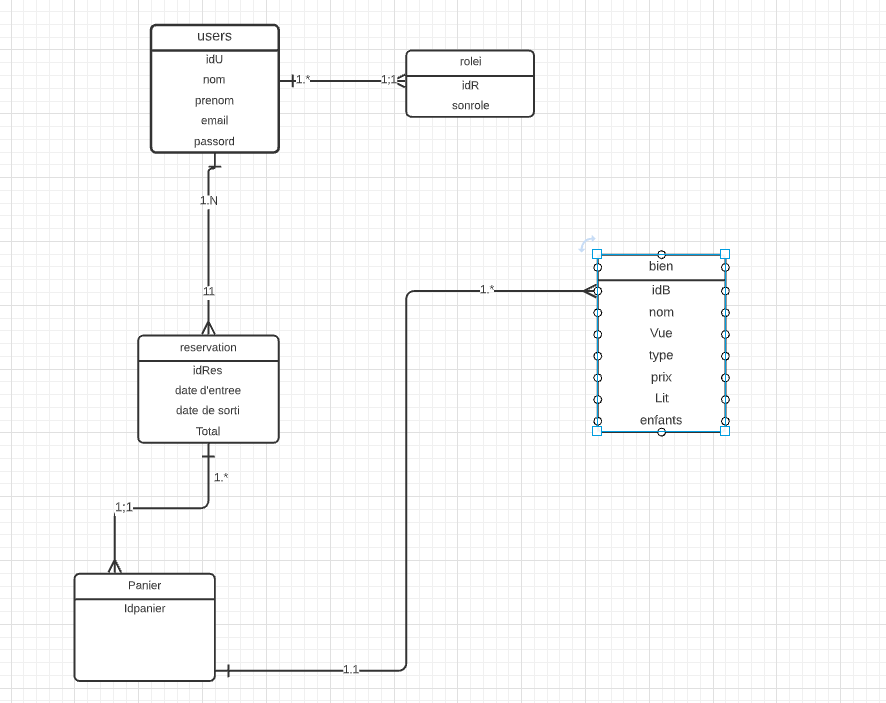 users
idU
nom
prenom
email
passord
1.*
1;1
rolei
idR
sonrole
1.N
11
reservation
idRes
date d'entree
date de sorti
Total
1.*
1;1
Panier
Idpanier
1.1
1.*
bien
idB
nom
Vue
type
prix
Lit
enfants